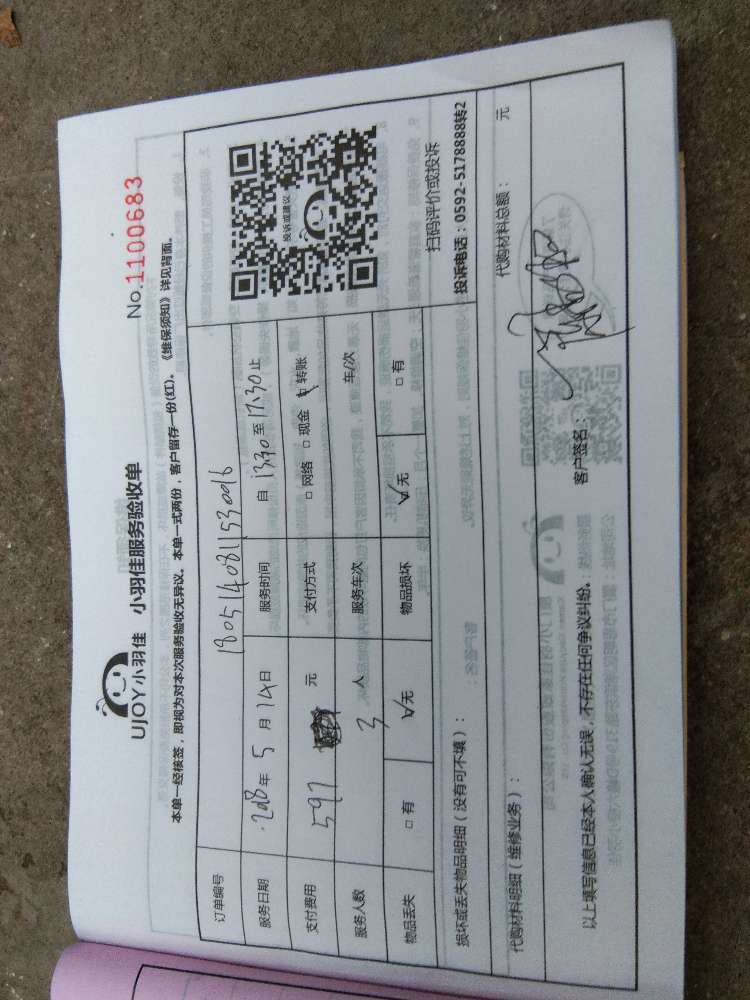 UJOY小羽佳 小羽佳服务验收单
No.1100683
本单一经核签，即视为对本次服务验收无异议。本单一式两份，客户留存一份(红)。《维保须知》详见背面。
订单编号 180514081153006
服务日期 2018年 5 月 14 日 服务时间 自 13:30 至 17:30 止
支付费用 597 元 支付方式 □ 网络 □ 现金 □ 转账
服务人数 3 人 服务车次 车/次
物品丢失 □ 有 ☑无 物品损坏 ☑无 □ 有
投诉或建议
扫码评价或投诉
投诉电话：0592-5178888转2
损坏或丢失物品明细（没有可不填）：
代购材料明细（维修业务）： 代购材料总额： 元
以上填写信息已经本人确认无误，不存在任何争议纠纷。 客户签名：